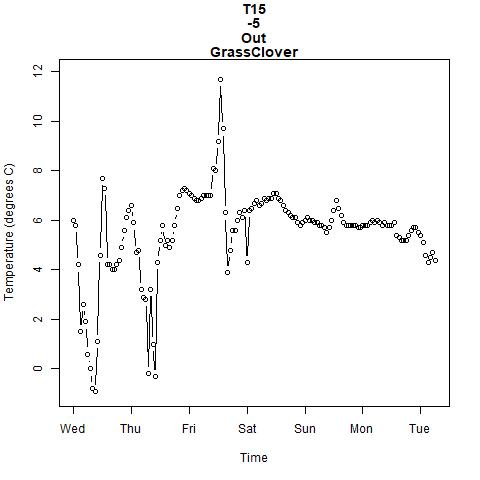 T15
-5
Out
GrassClover
Temperature (degrees C)
12
10
8
6
4
2
0
Wed Thu Fri Sat Sun Mon Tue
Time